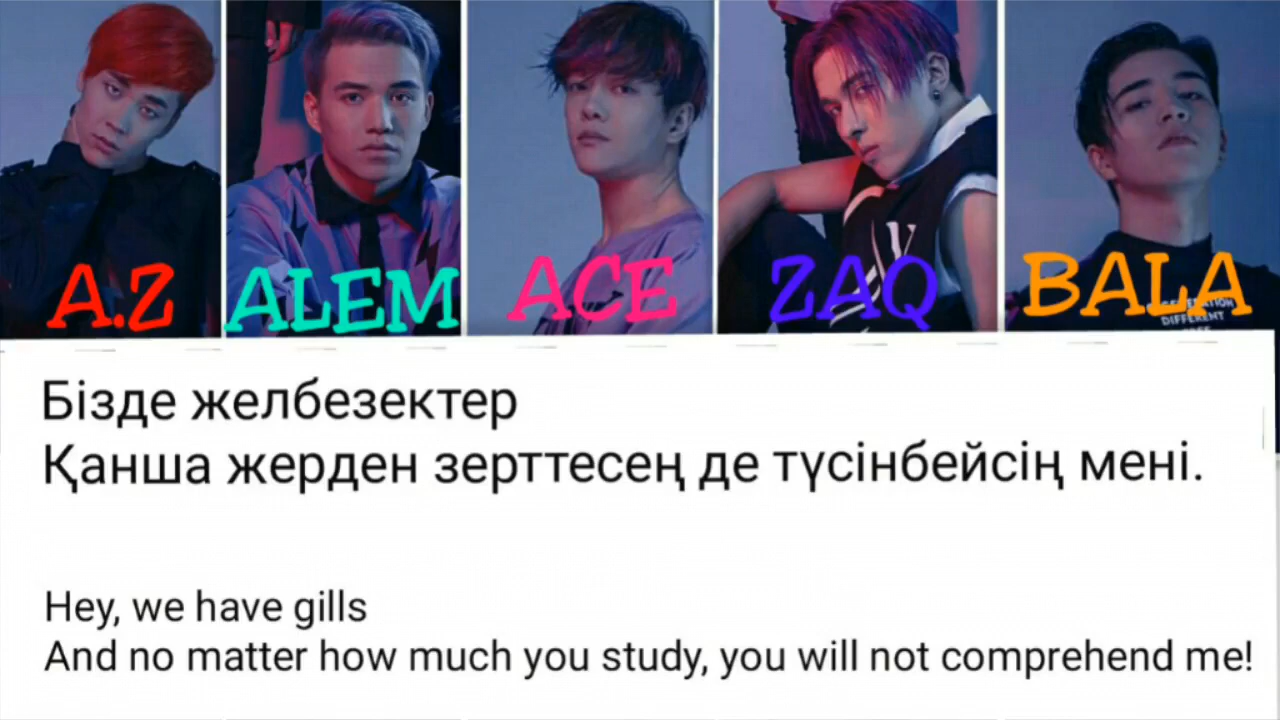 A.Z ALEM ACE ZAQ BALA
DIFFERENT
Бізде желбезектер
Қанша жерден зерттесең де түсінбейсің мені.
Hey, we have gills
And no matter how much you study, you will not comprehend me!